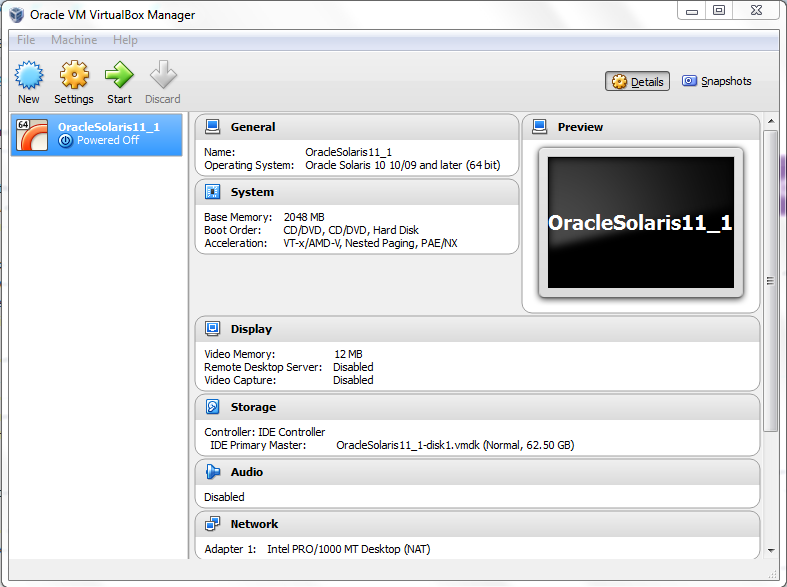 Oracle VM VirtualBox Manager
File Machine Help
New Settings Start Discard
Details Snapshots
64 OracleSolaris11_1
Powered Off
General
Name: OracleSolaris11_1
Operating System: Oracle Solaris 10 10/09 and later (64 bit)
Preview
OracleSolaris11_1
System
Base Memory: 2048 MB
Boot Order: CD/DVD, CD/DVD, Hard Disk
Acceleration: VT-x/AMD-V, Nested Paging, PAE/NX
Display
Video Memory: 12 MB
Remote Desktop Server: Disabled
Video Capture: Disabled
Storage
Controller: IDE Controller
IDE Primary Master: OracleSolaris11_1-disk1.vmdk (Normal, 62.50 GB)
Audio
Disabled
Network
Adapter 1: Intel PRO/1000 MT Desktop (NAT)